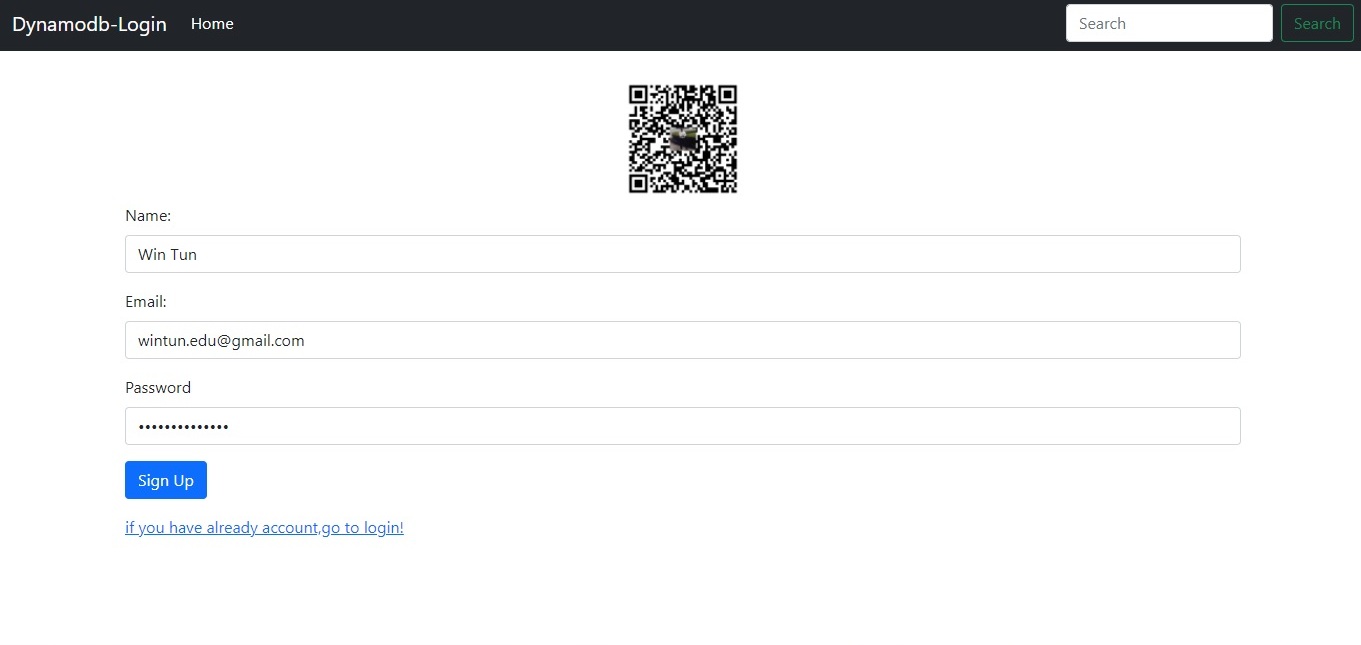 Dynamodb-Login Home Search Search
Name:
Win Tun
Email:
wintun.edu@gmail.com
Password
••••••••••••••
Sign Up
if you have already account,go to login!